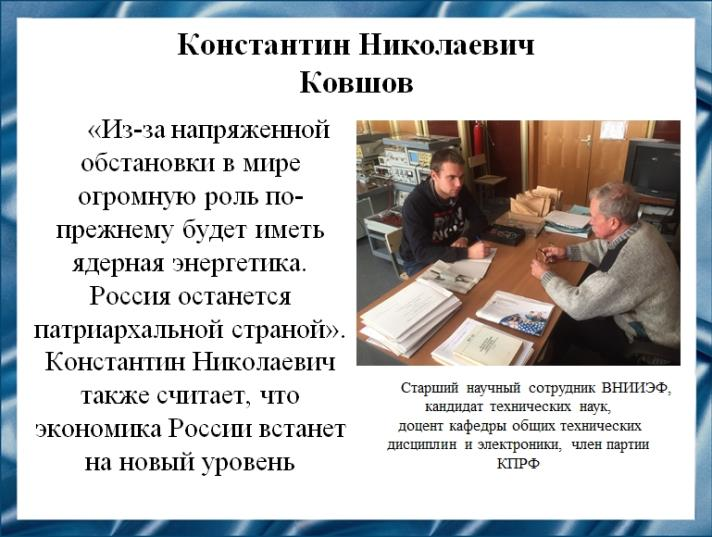 Константин Николаевич
Ковшов
«Из-за напряженной
обстановки в мире
огромную роль по-
прежнему будет иметь
ядерная энергетика.
Россия останется
патриархальной страной».
Константин Николаевич
также считает, что
экономика России встанет
на новый уровень
Старший научный сотрудник ВНИИЭФ,
кандидат технических наук,
доцент кафедры общих технических
дисциплин и электроники, член партии
КПРФ